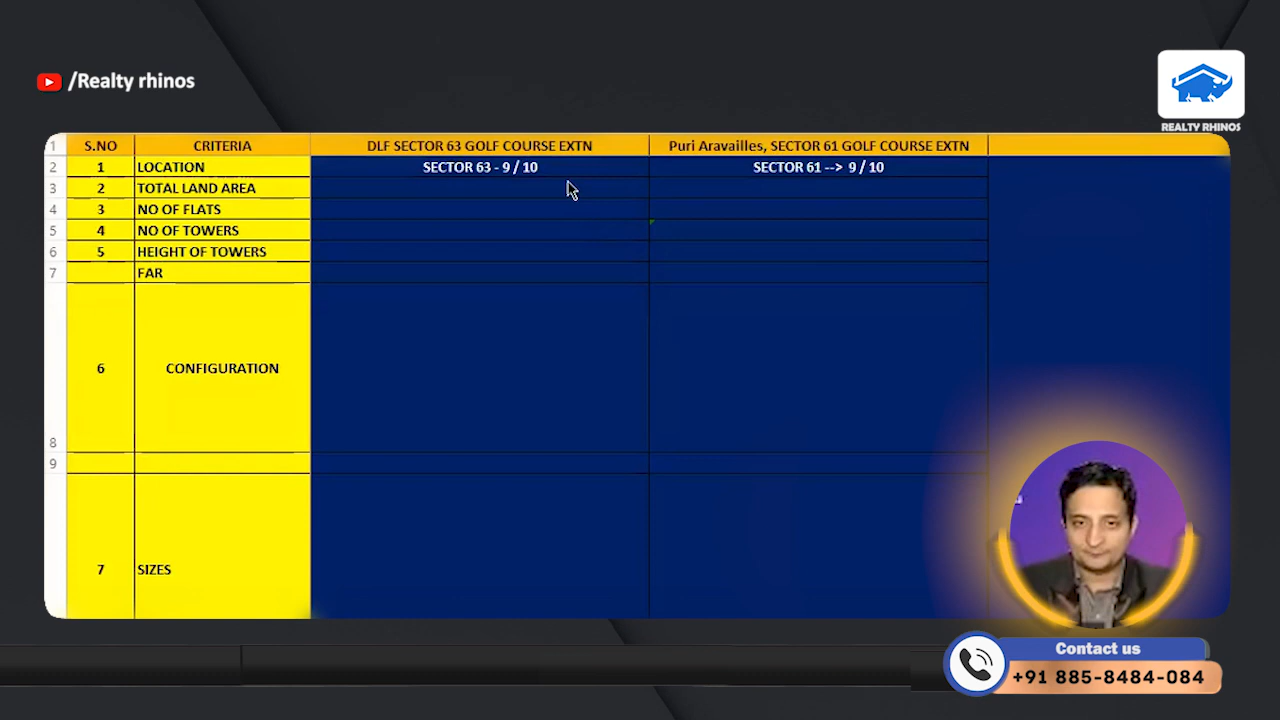 /Realty rhinos
REALTY RHINOS
1 S.NO CRITERIA DLF SECTOR 63 GOLF COURSE EXTN Puri Aravailles, SECTOR 61 GOLF COURSE EXTN
2 1 LOCATION SECTOR 63 - 9 / 10 SECTOR 61 --> 9 / 10
3 2 TOTAL LAND AREA
4 3 NO OF FLATS
5 4 NO OF TOWERS
6 5 HEIGHT OF TOWERS
7 FAR
6 CONFIGURATION
8
9
7 SIZES
Contact us
+91 885-8484-084